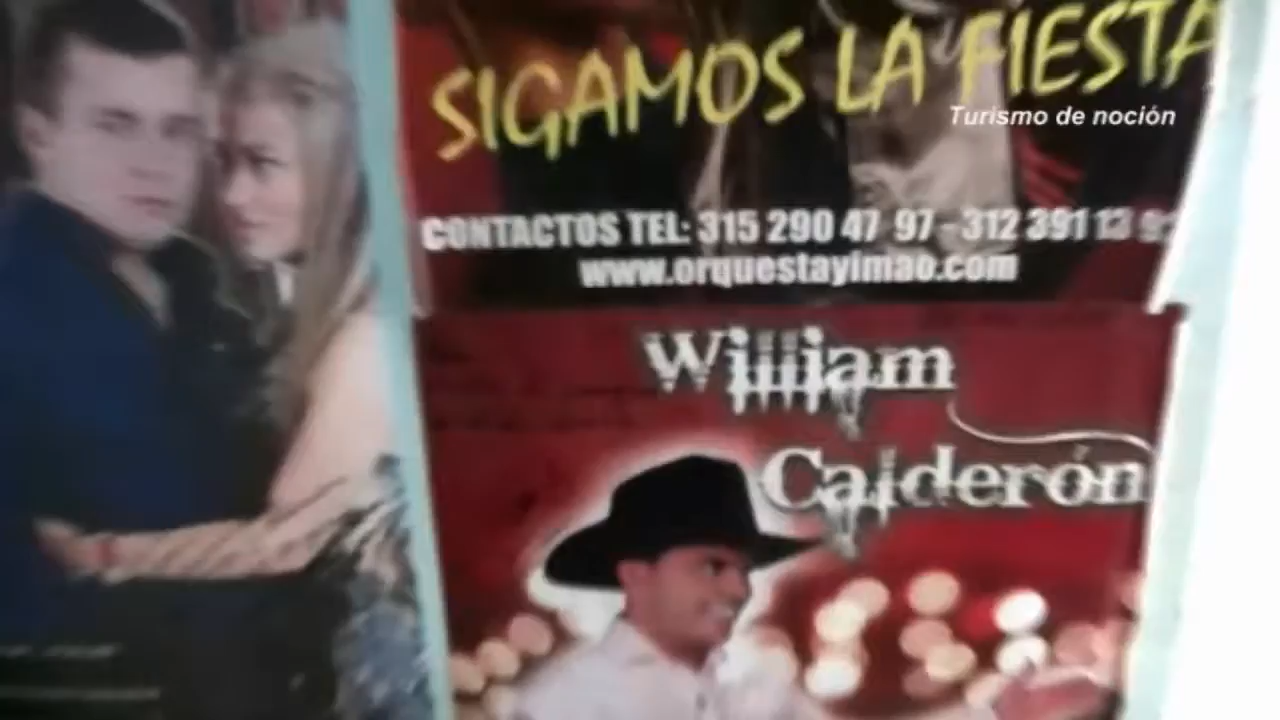 SIGAMOS LA FIESTA
Turismo de noción
CONTACTOS TEL: 315 290 47 97 - 312 391 13
www.orquestayimao.com
William
Calderón